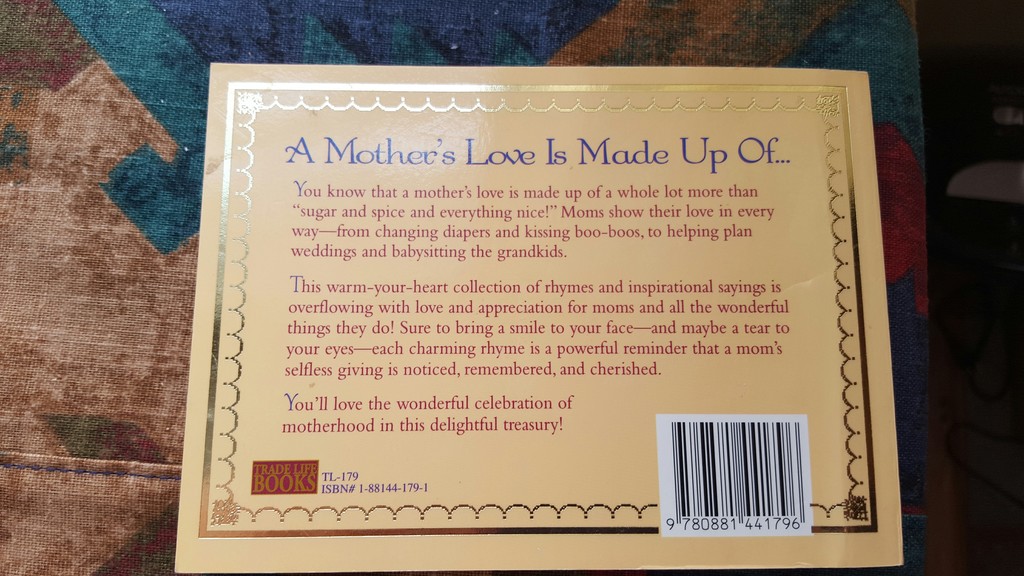 A Mother's Love Is Made Up Of...
You know that a mother's love is made up of a whole lot more than
"sugar and spice and everything nice!" Moms show their love in every
way—from changing diapers and kissing boo-boos, to helping plan
weddings and babysitting the grandkids.
This warm-your-heart collection of rhymes and inspirational sayings is
overflowing with love and appreciation for moms and all the wonderful
things they do! Sure to bring a smile to your face—and maybe a tear to
your eyes—each charming rhyme is a powerful reminder that a mom's
selfless giving is noticed, remembered, and cherished.
You'll love the wonderful celebration of
motherhood in this delightful treasury!
TRADE LIFE
BOOKS
TL-179
ISBN# 1-88144-179-1
9 780881 441796